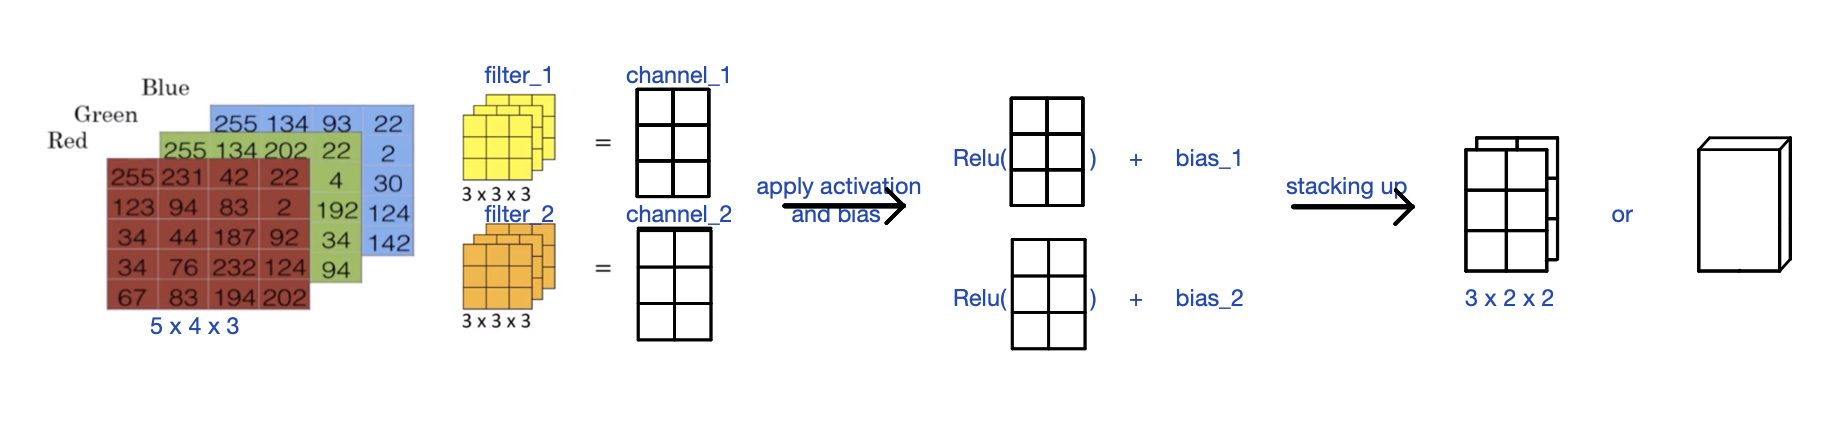 Blue
Green
Red
255 134 93 22
255 134 202 22 2
255 231 42 22 4 30
123 94 83 2 192 124
34 44 187 92 34 142
34 76 232 124 94
67 83 194 202
5 x 4 x 3
filter_1
3 x 3 x 3
filter_2
3 x 3 x 3
=
=
channel_1
channel_2
apply activation
and bias
Relu( ) + bias_1
Relu( ) + bias_2
stacking up
3 x 2 x 2
or